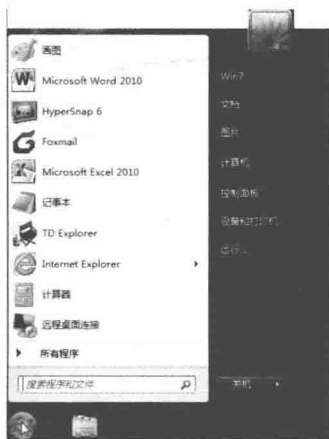 画图
Microsoft Word 2010
HyperSnap 6
Foxmail
Microsoft Excel 2010
记事本
TD Explorer
Internet Explorer
计算器
远程桌面连接
所有程序
搜索程序和文件
Win7
文档
图片
计算机
控制面板
设备和打印机
运行...
关机